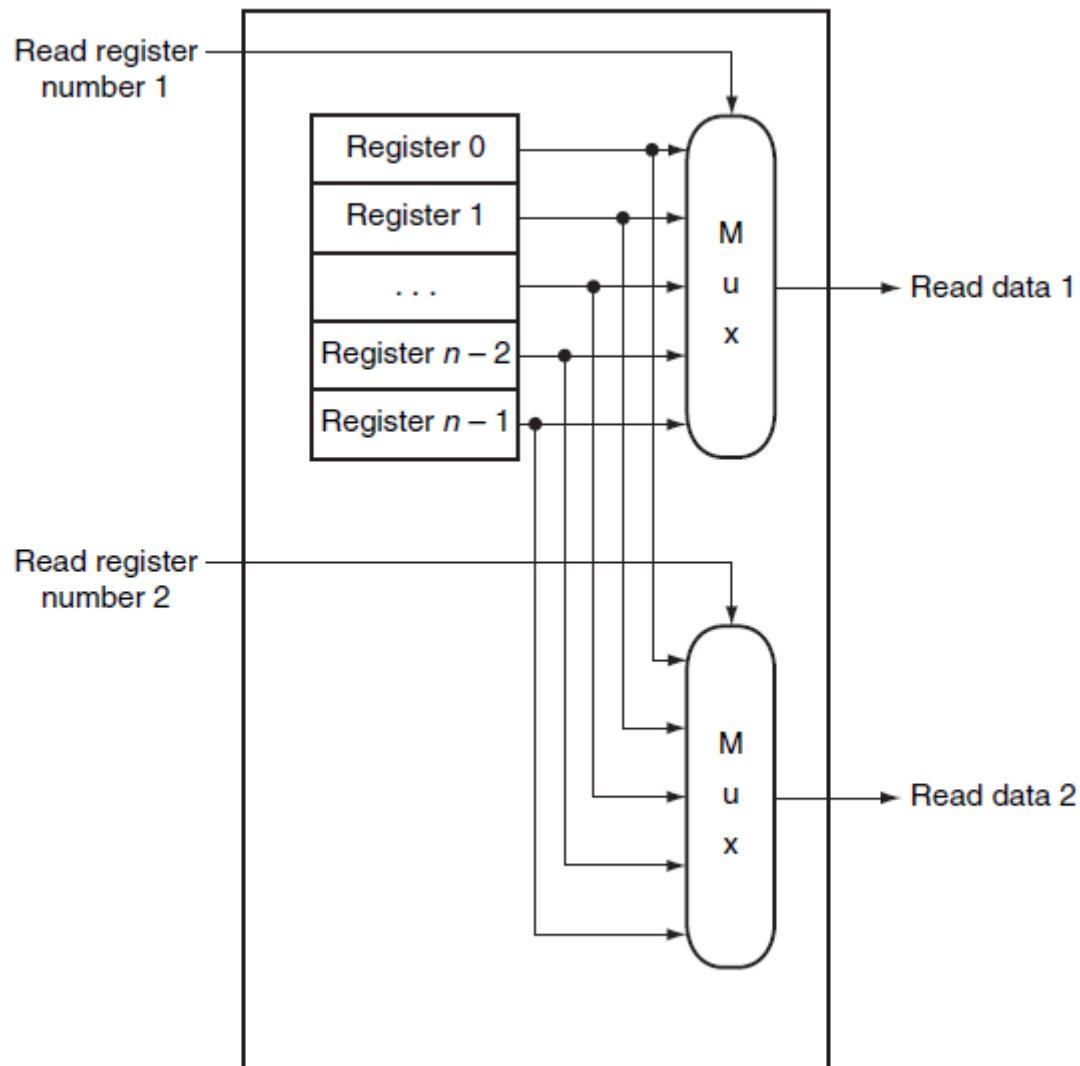 Read register
number 1
Register 0
Register 1
. . .
Register n – 2
Register n – 1
M
u
x
Read data 1
Read register
number 2
M
u
x
Read data 2